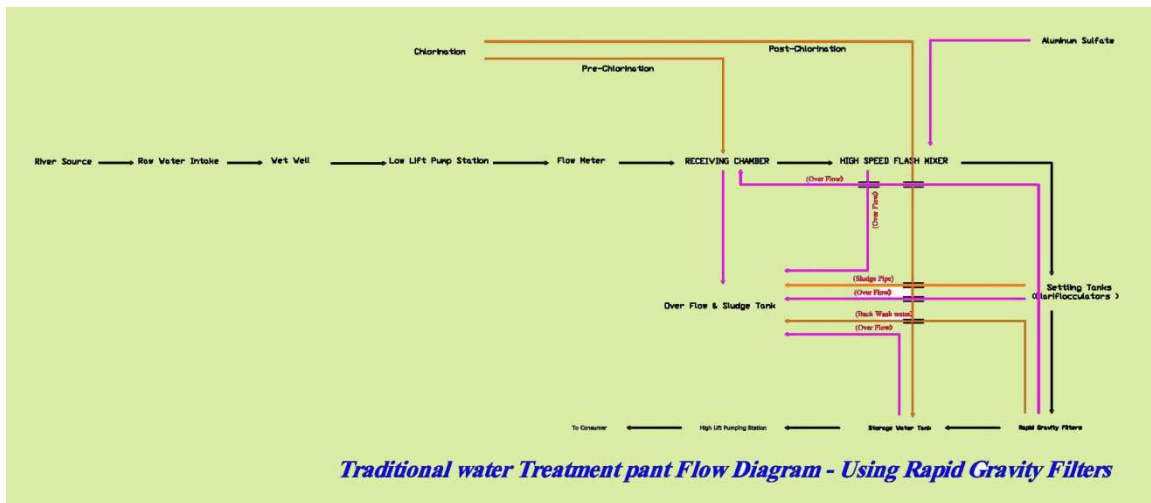 Aluminum Sulfate
Post-Chlorination
Chlorination
Pre-Chlorination
River Source
Raw Water Intake
Wet Well
Low Lift Pump Station
Flow Meter
RECEIVING CHAMBER
HIGH SPEED FLASH MIXER
(Over Flow)
(Over Flow)
(Sludge Pipe)
Settling Tanks
(Clariflocculators )
(Over Flow)
Over Flow & Sludge Tank
(Back Wash water)
(Over Flow)
To Consumer
High Lift Pumping Station
Storage Water Tank
Rapid Gravity Filters
Traditional water Treatment pant Flow Diagram - Using Rapid Gravity Filters